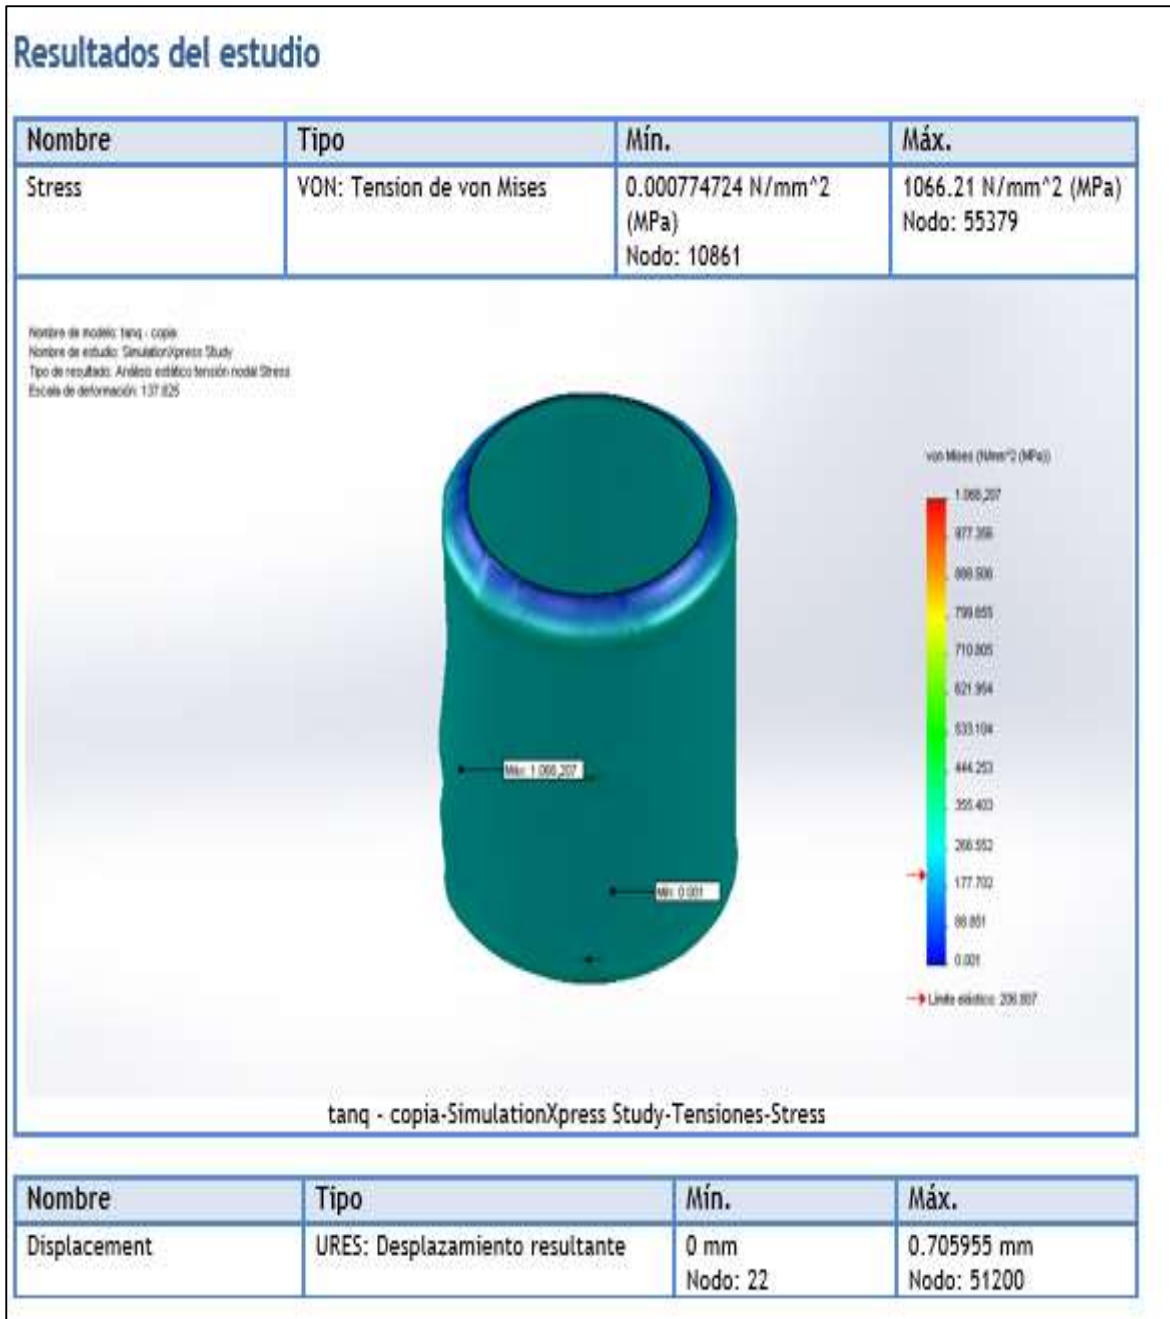 Resultados del estudio
Nombre Tipo Mín. Máx.
Stress VON: Tension de von Mises 0.000774724 N/mm^2 1066.21 N/mm^2 (MPa)
(MPa) Nodo: 55379
Nodo: 10861
Nombre de modelo: tanq - copia
Nombre de estudio: SimulationXpress Study
Tipo de resultado: Análisis estático tensión nodal Stress
Escala de deformación: 137.825
von Mises (N/mm^2 (MPa))
1.066,207
977.356
888.506
799.655
710.805
621.954
533.104
444.253
355.403
266.552
177.702
88.851
0.001
Límite elástico: 206.807
Máx: 1.066,207
Mín: 0.001
tanq - copia-SimulationXpress Study-Tensiones-Stress
Nombre Tipo Mín. Máx.
Displacement URES: Desplazamiento resultante 0 mm 0.705955 mm
Nodo: 22 Nodo: 51200